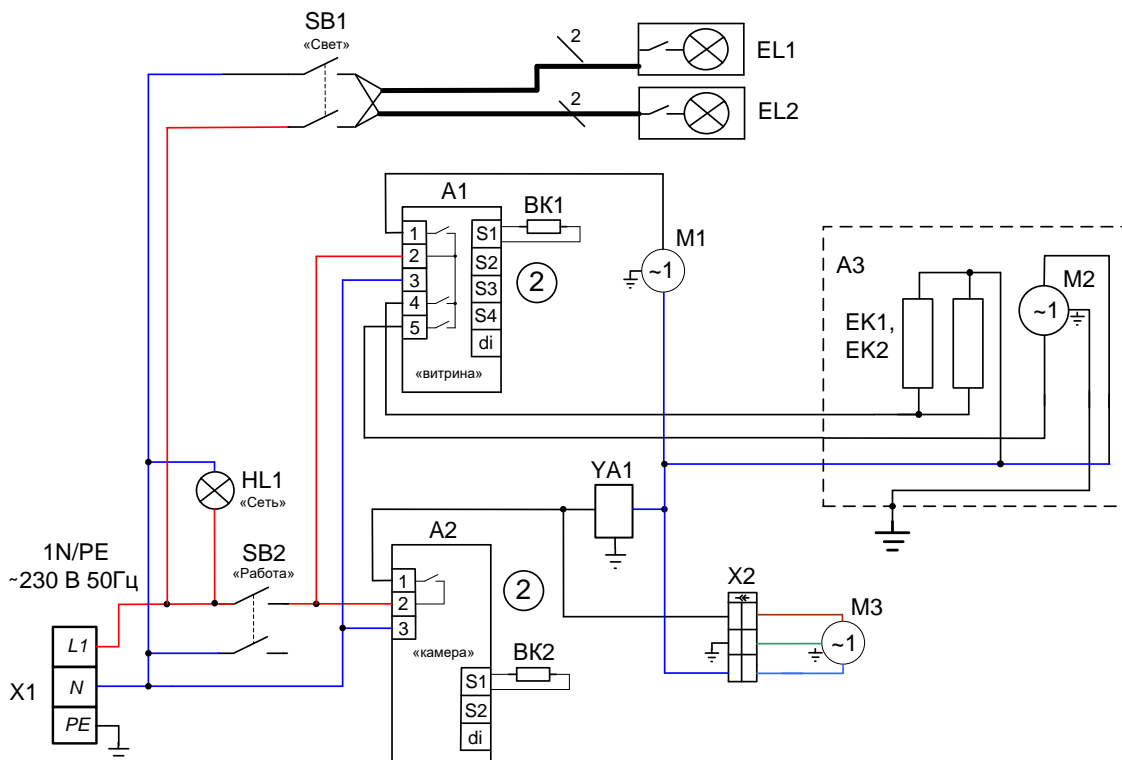 SB1
«Свет»
2
EL1
2
EL2
A1
1
2
3
4
5
S1
S2
S3
S4
di
«витрина»
ВК1
2
M1
~1
A3
EK1,
EK2
M2
~1
HL1
«Сеть»
YA1
1N/PE
~230 В 50Гц
SB2
«Работа»
A2
1
2
3
«камера»
S1
S2
di
ВК2
2
X2
M3
~1
X1
L1
N
PE